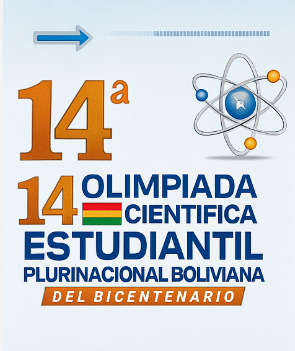 14ª
14 OLIMPIADA
CIENTIFICA
ESTUDIANTIL
PLURINACIONAL BOLIVIANA
DEL BICENTENARIO